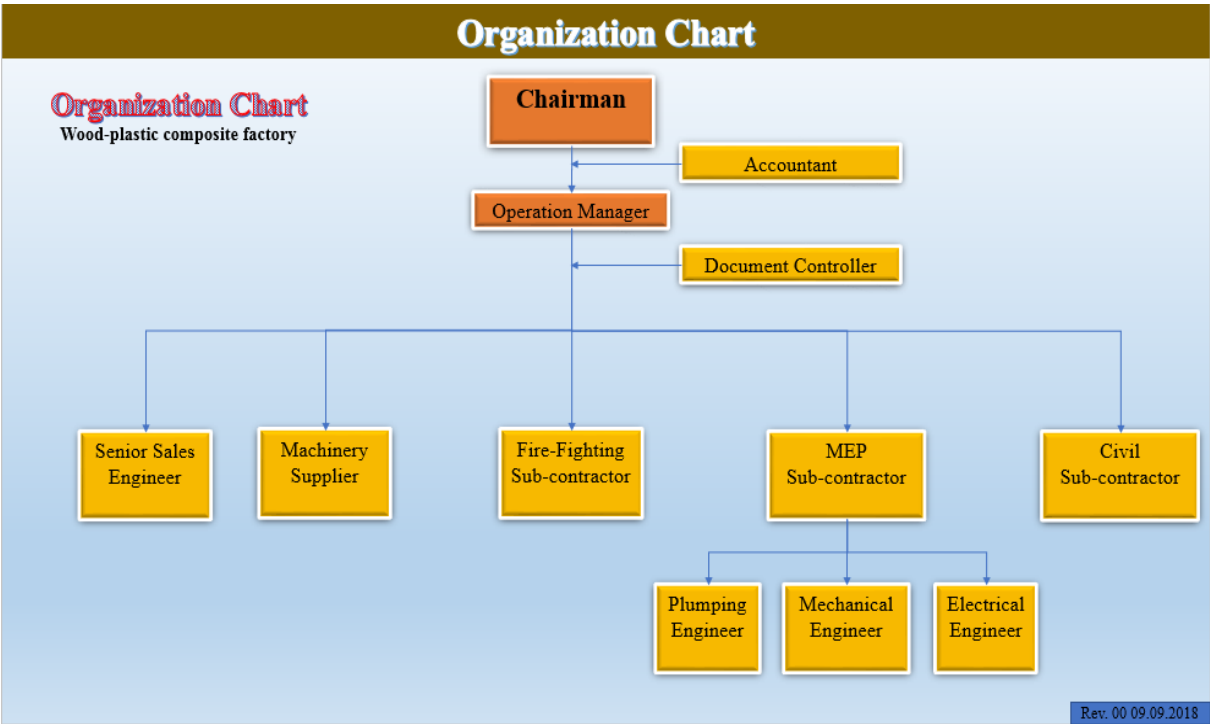 Organization Chart
Organization Chart
Wood-plastic composite factory
Chairman
Accountant
Operation Manager
Document Controller
Senior Sales
Engineer
Machinery
Supplier
Fire-Fighting
Sub-contractor
MEP
Sub-contractor
Civil
Sub-contractor
Plumping
Engineer
Mechanical
Engineer
Electrical
Engineer
Rev. 00 09.09.2018